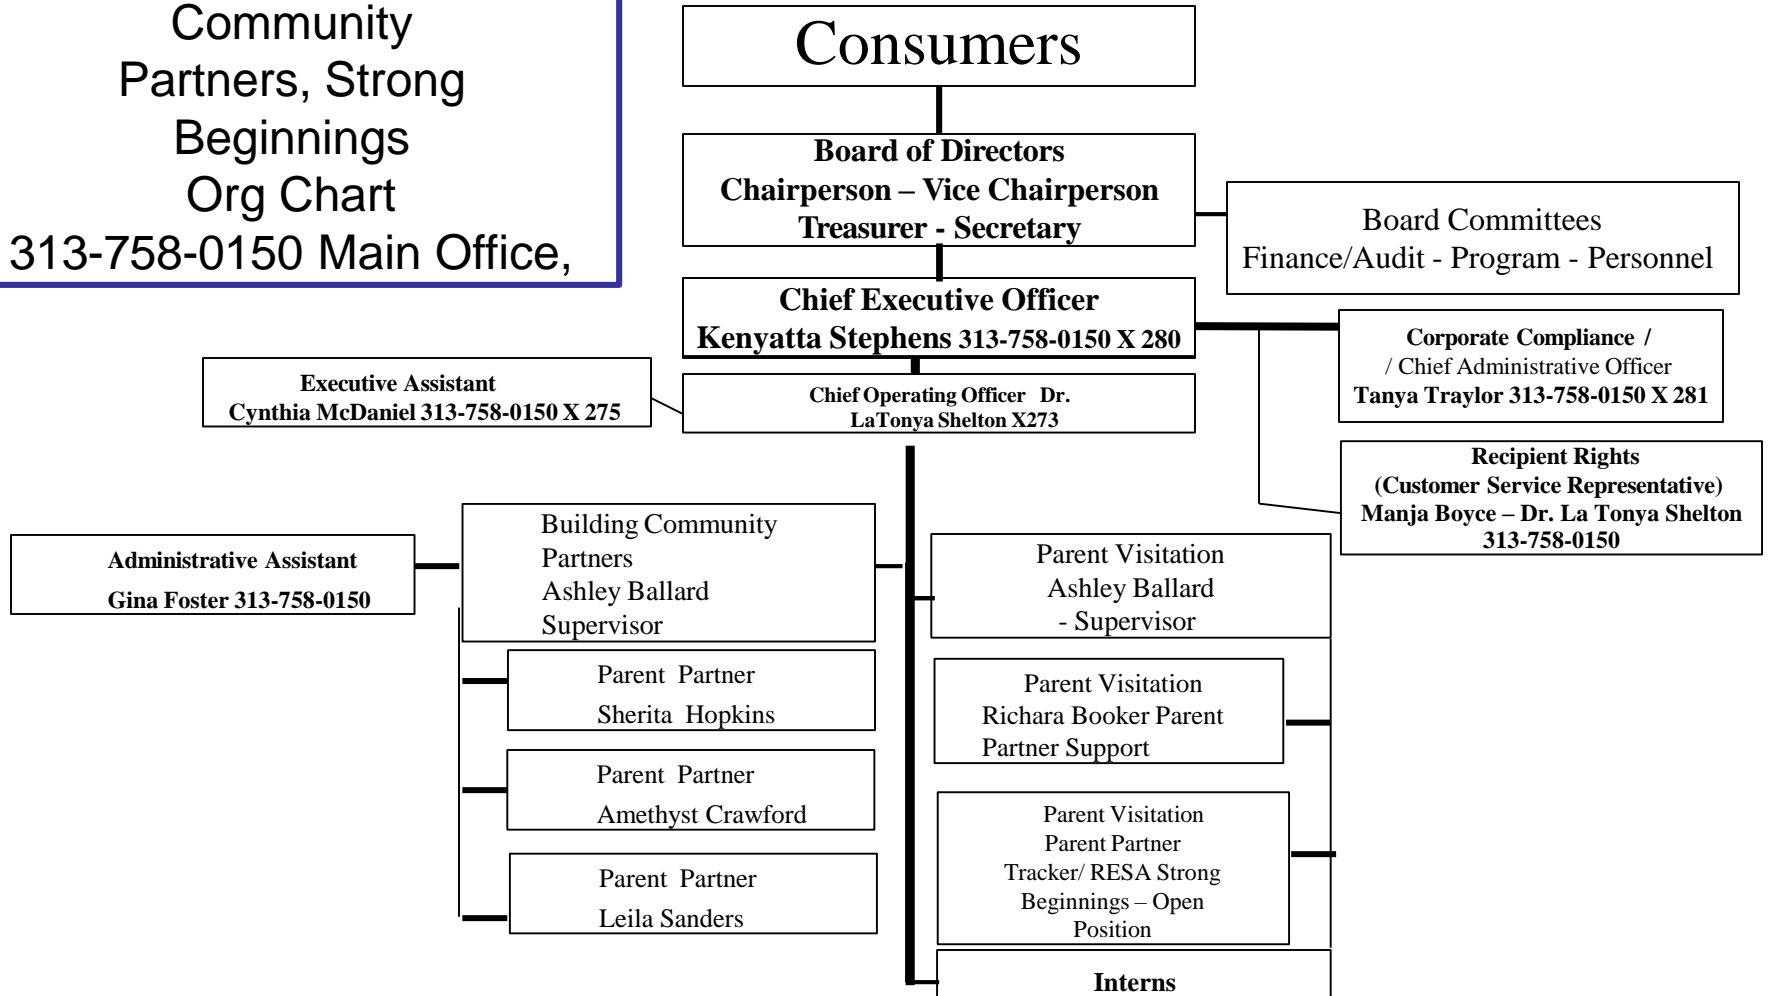 Community
Partners, Strong
Beginnings
Org Chart
313-758-0150 Main Office,
Consumers
Board of Directors
Chairperson – Vice Chairperson
Treasurer - Secretary
Board Committees
Finance/Audit - Program - Personnel
Chief Executive Officer
Kenyatta Stephens 313-758-0150 X 280
Corporate Compliance /
/ Chief Administrative Officer
Tanya Traylor 313-758-0150 X 281
Executive Assistant
Cynthia McDaniel 313-758-0150 X 275
Chief Operating Officer Dr.
LaTonya Shelton X273
Recipient Rights
(Customer Service Representative)
Manja Boyce – Dr. La Tonya Shelton
313-758-0150
Administrative Assistant
Gina Foster 313-758-0150
Building Community
Partners
Ashley Ballard
Supervisor
Parent Partner
Sherita Hopkins
Parent Partner
Amethyst Crawford
Parent Partner
Leila Sanders
Parent Visitation
Ashley Ballard
- Supervisor
Parent Visitation
Richara Booker Parent
Partner Support
Parent Visitation
Parent Partner
Tracker/ RESA Strong
Beginnings – Open
Position
Interns